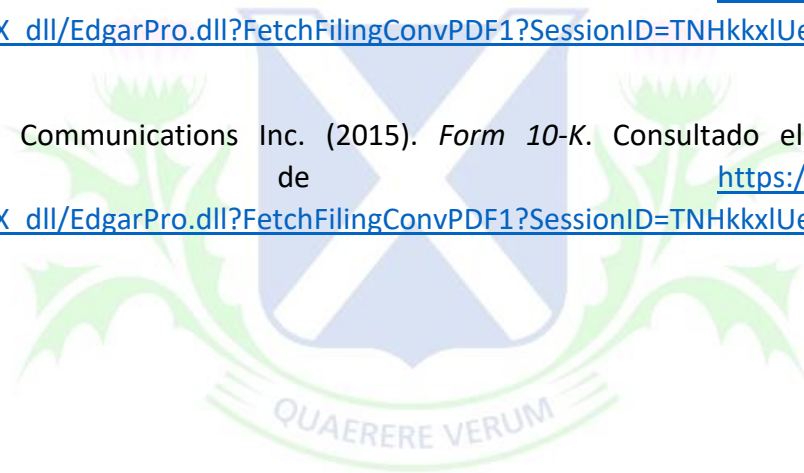 X_dll/EdgarPro.dll?FetchFilingConvPDF1?SessionID=TNHkkxlUe
Communications Inc. (2015). Form 10-K. Consultado el
de https:/
X_dll/EdgarPro.dll?FetchFilingConvPDF1?SessionID=TNHkkxlUe
QUAERERE VERUM